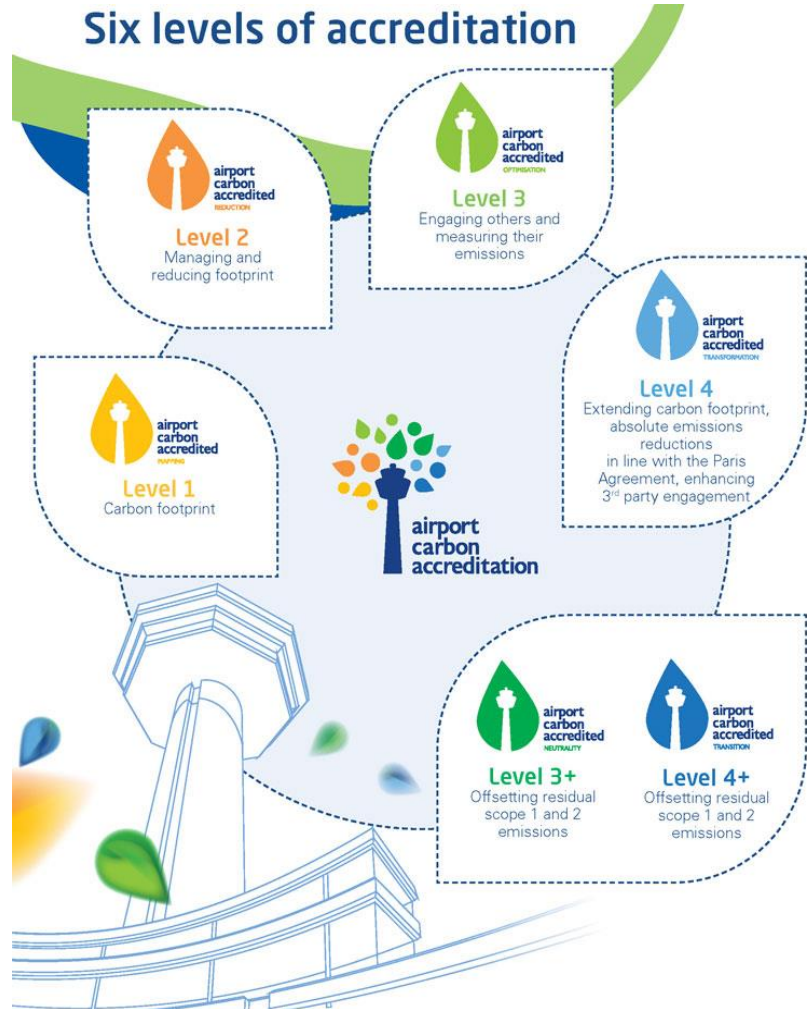 Six levels of accreditation
airport
carbon
accredited
REDUCTION
Level 2
Managing and
reducing footprint
airport
carbon
accredited
OPTIMISATION
Level 3
Engaging others and
measuring their
emissions
airport
carbon
accredited
TRANSFORMATION
Level 4
Extending carbon footprint,
absolute emissions
reductions
in line with the Paris
Agreement, enhancing
3rd party engagement
airport
carbon
accredited
MAPPING
Level 1
Carbon footprint
airport
carbon
accreditation
airport
carbon
accredited
NEUTRALITY
Level 3+
Offsetting residual
scope 1 and 2
emissions
airport
carbon
accredited
TRANSITION
Level 4+
Offsetting residual
scope 1 and 2
emissions